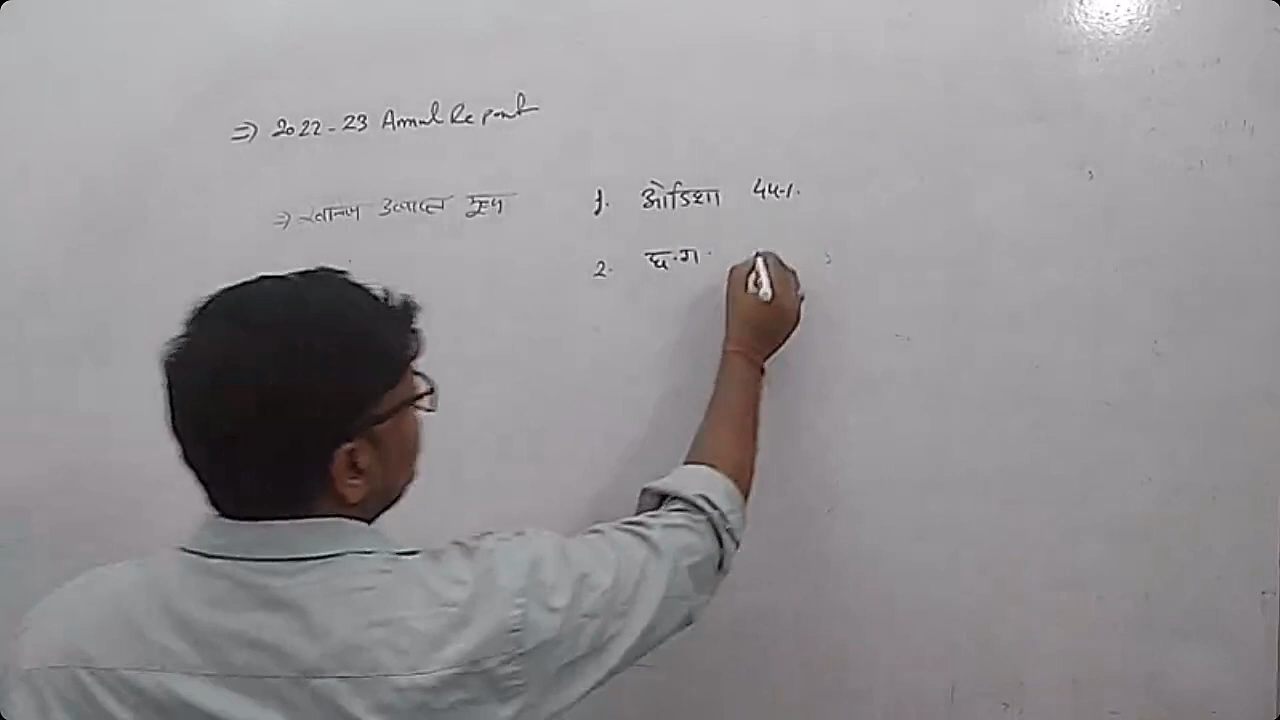 => 2022-23 Annual Report
=> खनिज उत्पादन मूल्य
1. ओडिशा 44%.
2. छ.ग.